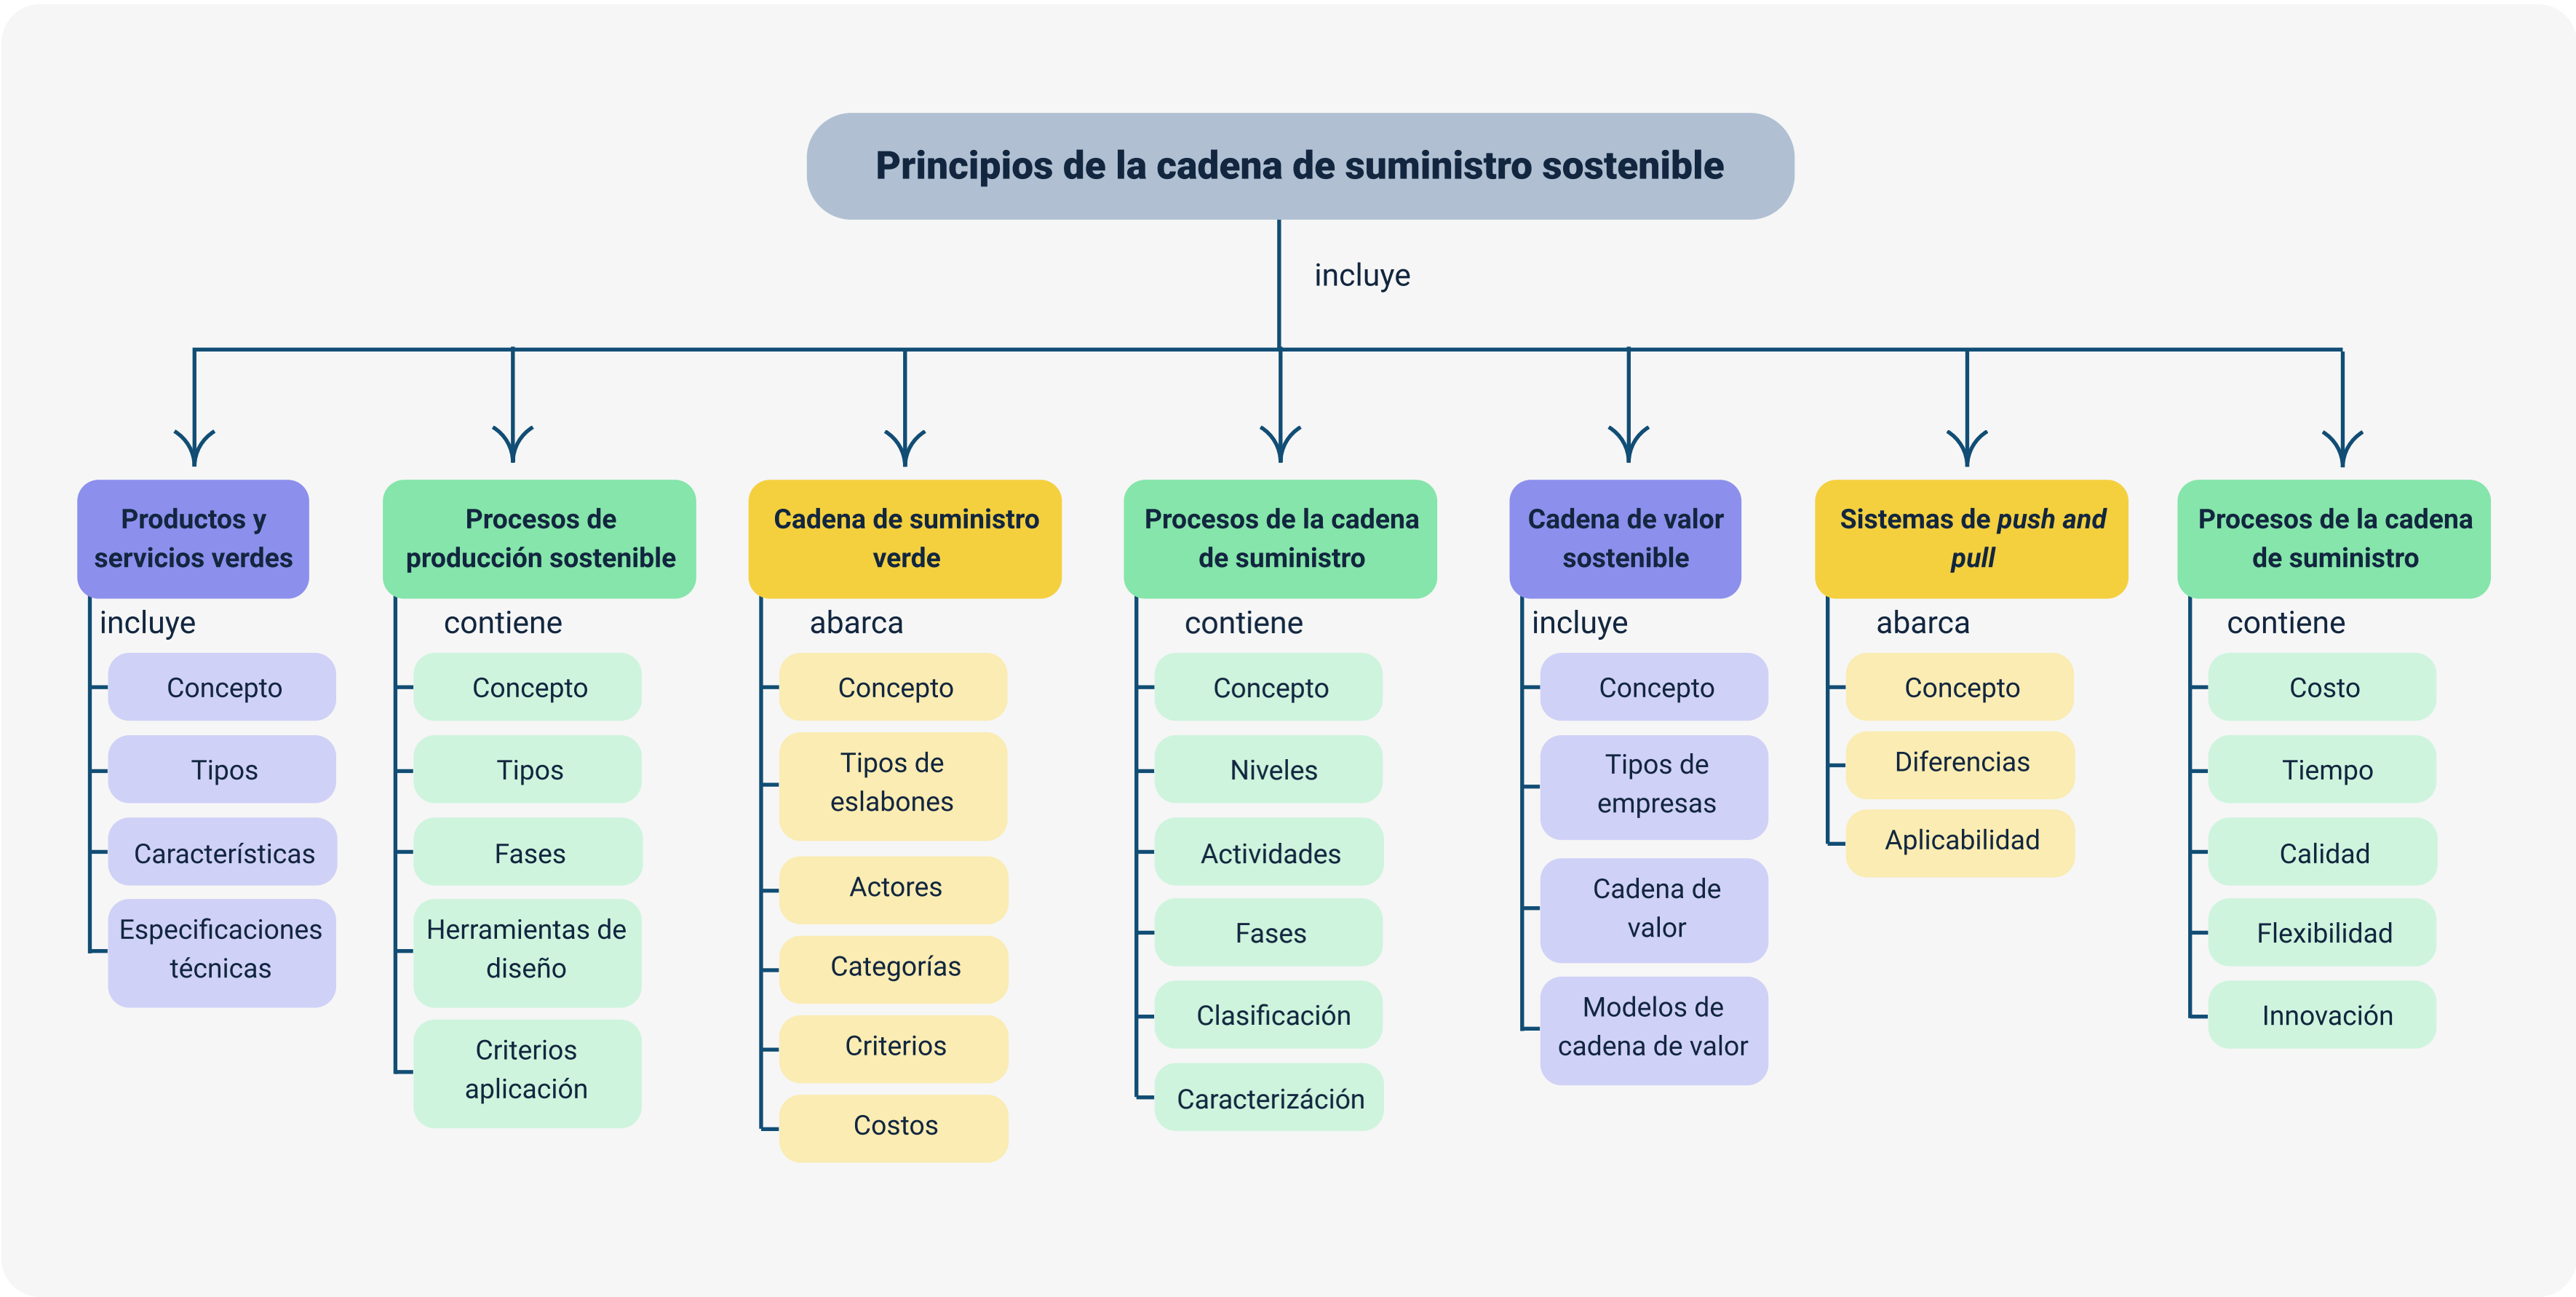 Principios de la cadena de suministro sostenible
incluye
Productos y
servicios verdes
incluye
Concepto
Tipos
Características
Especificaciones
técnicas
Procesos de
producción sostenible
contiene
Concepto
Tipos
Fases
Herramientas de
diseño
Criterios
aplicación
Cadena de suministro
verde
abarca
Concepto
Tipos de
eslabones
Actores
Categorías
Criterios
Costos
Procesos de la cadena
de suministro
contiene
Concepto
Niveles
Actividades
Fases
Clasificación
Caracterizáción
Cadena de valor
sostenible
incluye
Concepto
Tipos de
empresas
Cadena de
valor
Modelos de
cadena de valor
Sistemas de push and
pull
abarca
Concepto
Diferencias
Aplicabilidad
Procesos de la cadena
de suministro
contiene
Costo
Tiempo
Calidad
Flexibilidad
Innovación